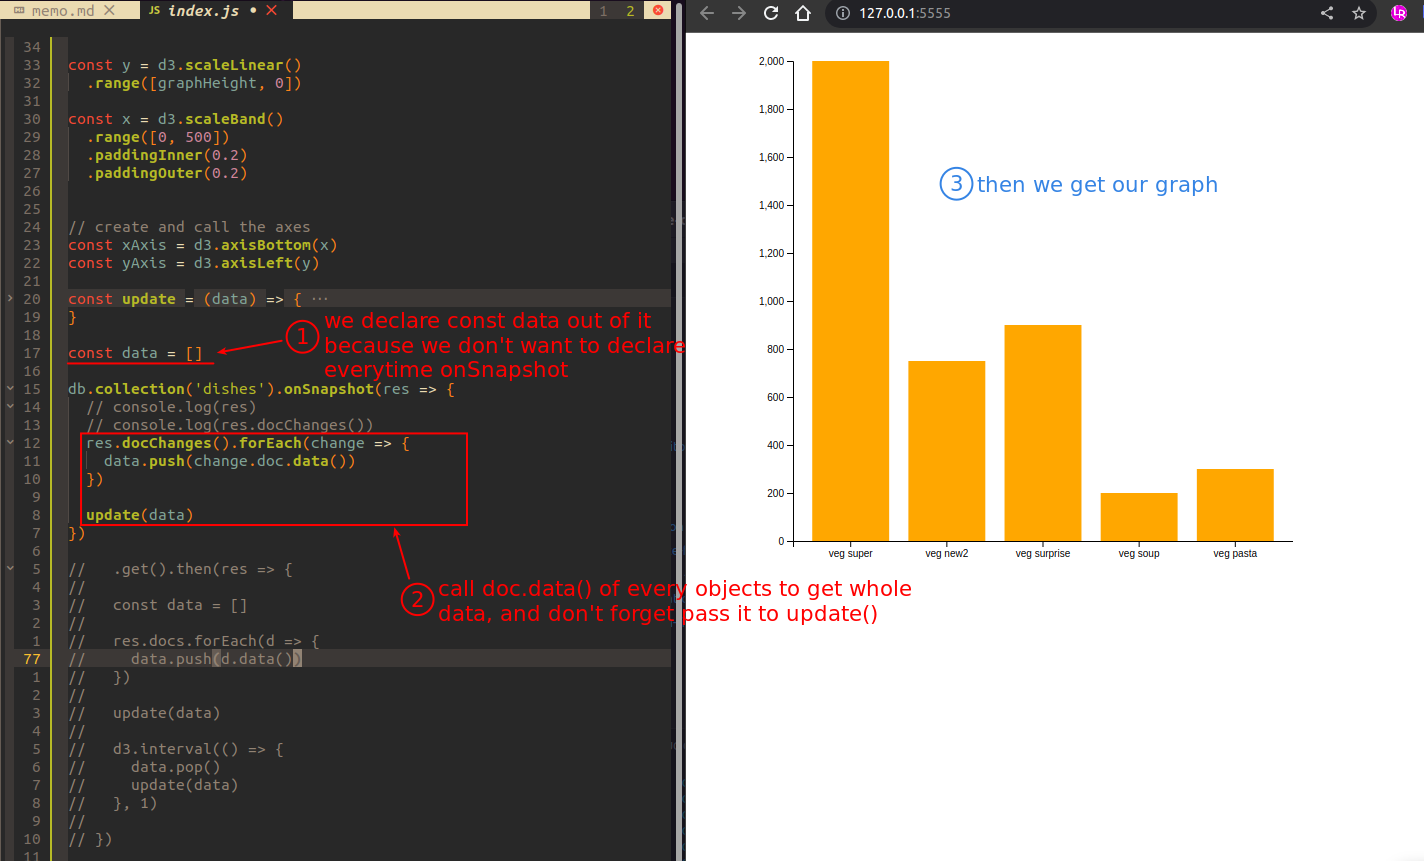 memo.md
JS index.js
1 2
127.0.0.1:5555
34
33 const y = d3.scaleLinear()
32 .range([graphHeight, 0])
31
30 const x = d3.scaleBand()
29 .range([0, 500])
28 .paddingInner(0.2)
27 .paddingOuter(0.2)
26
25
24 // create and call the axes
23 const xAxis = d3.axisBottom(x)
22 const yAxis = d3.axisLeft(y)
21
20 const update = (data) => { ···
19 }
18
17 const data = []
16
15 db.collection('dishes').onSnapshot(res => {
14 // console.log(res)
13 // console.log(res.docChanges())
12 res.docChanges().forEach(change => {
11 data.push(change.doc.data())
10 })
9
8 update(data)
7 })
6
5 // .get().then(res => {
4 //
3 // const data = []
2 //
1 // res.docs.forEach(d => {
77 // data.push(d.data())
1 // })
2 //
3 // update(data)
4 //
5 // d3.interval(() => {
6 // data.pop()
7 // update(data)
8 // }, 1)
9 //
10 // })
11
1 we declare const data out of it
because we don't want to declare
everytime onSnapshot
2 call doc.data() of every objects to get whole
data, and don't forget pass it to update()
3 then we get our graph
2,000
1,800
1,600
1,400
1,200
1,000
800
600
400
200
0
veg super veg new2 veg surprise veg soup veg pasta